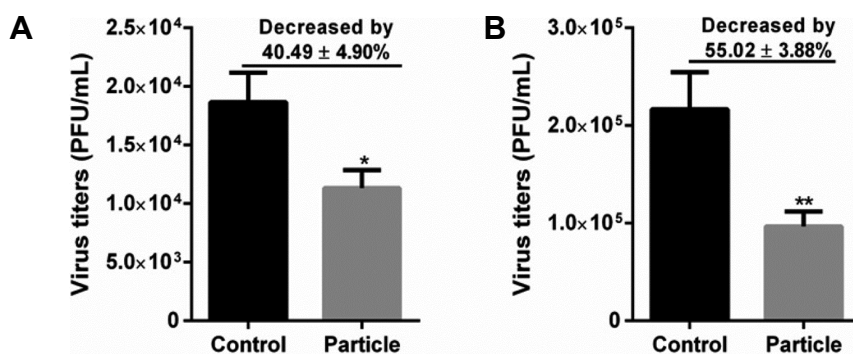 A
Decreased by
40.49 ± 4.90%
Virus titers (PFU/mL)
2.5×10⁴
2.0×10⁴
1.5×10⁴
1.0×10⁴
5.0×10³
0
*
Control Particle
B
Decreased by
55.02 ± 3.88%
Virus titers (PFU/mL)
3.0×10⁵
2.0×10⁵
1.0×10⁵
0
**
Control Particle